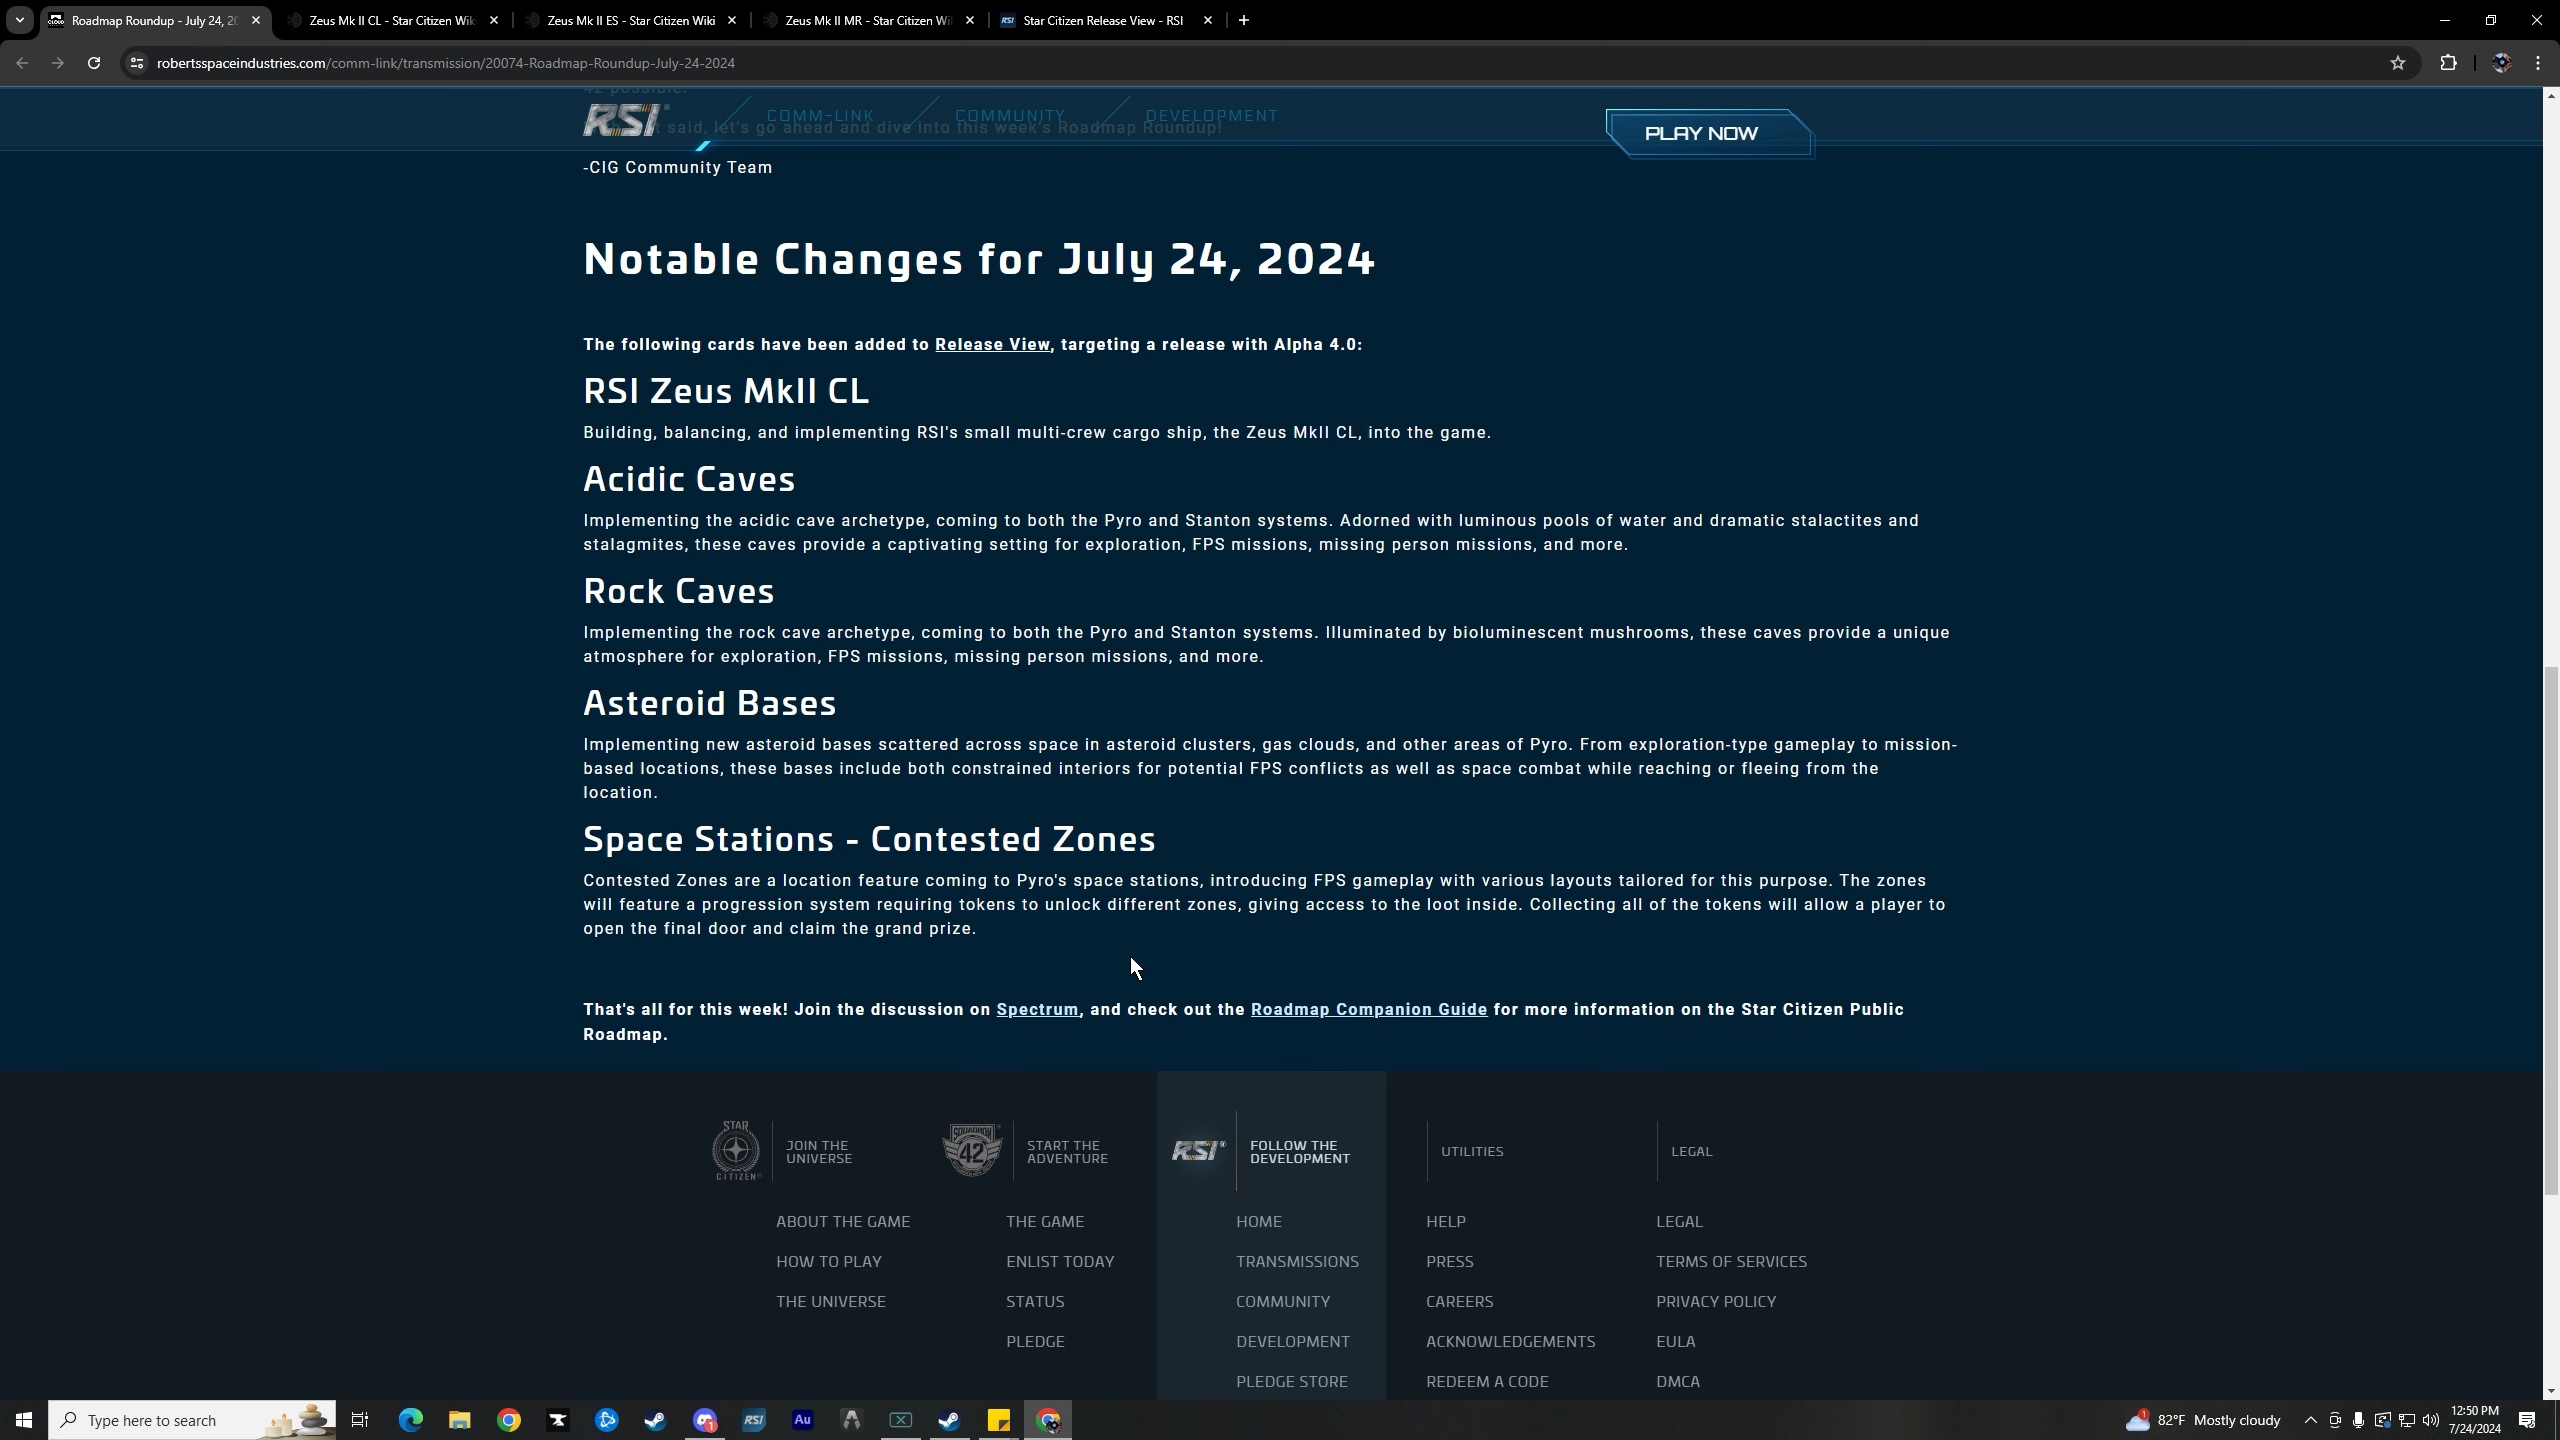 Roadmap Roundup - July 24, 20
Zeus Mk II CL - Star Citizen Wik
Zeus Mk II ES - Star Citizen Wiki
Zeus Mk II MR - Star Citizen Wi
Star Citizen Release View - RSI
robertsspaceindustries.com/comm-link/transmission/20074-Roadmap-Roundup-July-24-2024
42 possible.
RSI
COMM-LINK
COMMUNITY
DEVELOPMENT
PLAY NOW
said, let's go ahead and dive into this week's Roadmap Roundup!
-CIG Community Team
Notable Changes for July 24, 2024
The following cards have been added to Release View, targeting a release with Alpha 4.0:
RSI Zeus MkII CL
Building, balancing, and implementing RSI's small multi-crew cargo ship, the Zeus MkII CL, into the game.
Acidic Caves
Implementing the acidic cave archetype, coming to both the Pyro and Stanton systems. Adorned with luminous pools of water and dramatic stalactites and
stalagmites, these caves provide a captivating setting for exploration, FPS missions, missing person missions, and more.
Rock Caves
Implementing the rock cave archetype, coming to both the Pyro and Stanton systems. Illuminated by bioluminescent mushrooms, these caves provide a unique
atmosphere for exploration, FPS missions, missing person missions, and more.
Asteroid Bases
Implementing new asteroid bases scattered across space in asteroid clusters, gas clouds, and other areas of Pyro. From exploration-type gameplay to mission-
based locations, these bases include both constrained interiors for potential FPS conflicts as well as space combat while reaching or fleeing from the
location.
Space Stations - Contested Zones
Contested Zones are a location feature coming to Pyro's space stations, introducing FPS gameplay with various layouts tailored for this purpose. The zones
will feature a progression system requiring tokens to unlock different zones, giving access to the loot inside. Collecting all of the tokens will allow a player to
open the final door and claim the grand prize.
That's all for this week! Join the discussion on Spectrum, and check out the Roadmap Companion Guide for more information on the Star Citizen Public
Roadmap.
STAR
CITIZEN
JOIN THE
UNIVERSE
ABOUT THE GAME
HOW TO PLAY
THE UNIVERSE
SQUADRON
42
START THE
ADVENTURE
THE GAME
ENLIST TODAY
STATUS
PLEDGE
RSI
FOLLOW THE
DEVELOPMENT
HOME
TRANSMISSIONS
COMMUNITY
DEVELOPMENT
PLEDGE STORE
UTILITIES
HELP
PRESS
CAREERS
ACKNOWLEDGEMENTS
REDEEM A CODE
LEGAL
LEGAL
TERMS OF SERVICES
PRIVACY POLICY
EULA
DMCA
Type here to search
1
RSI
Au
1
82°F Mostly cloudy
12:50 PM
7/24/2024